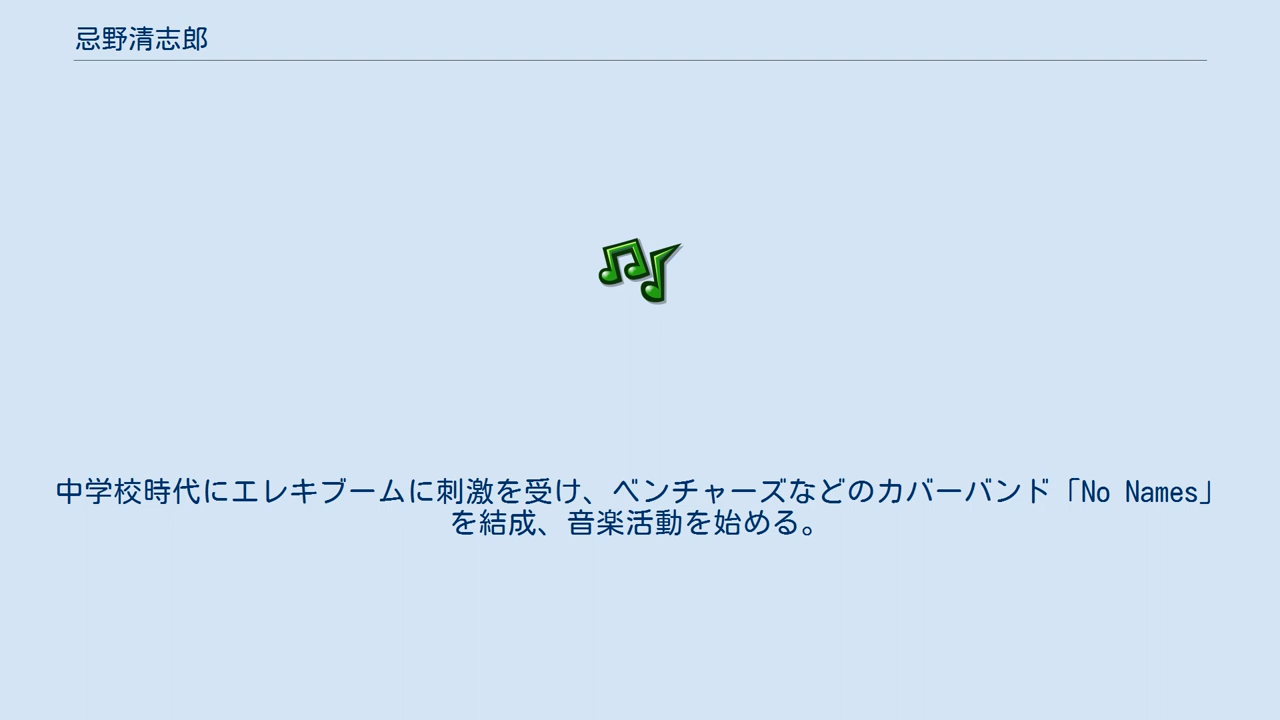 忌野清志郎
中学校時代にエレキブームに刺激を受け、ベンチャーズなどのカバーバンド「No Names」
を結成、音楽活動を始める。